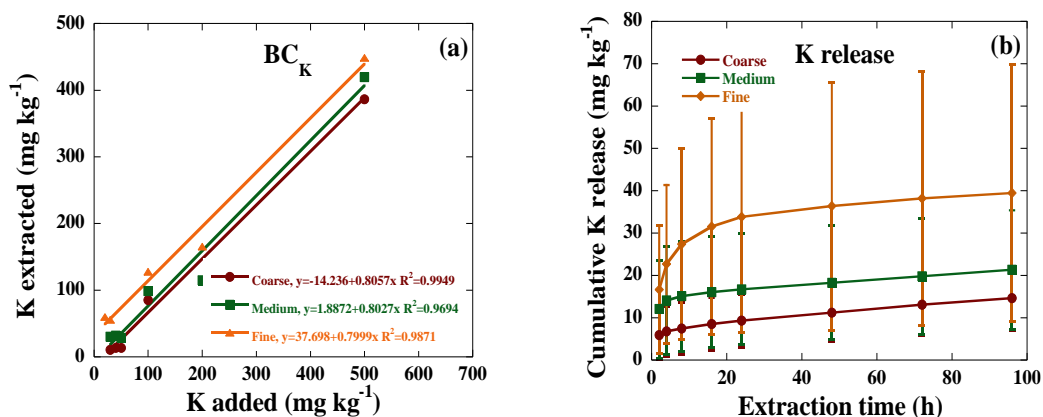 BC_K
(a)
K extracted (mg kg⁻¹)
500
400
300
200
100
0
Coarse, y=-14.236+0.8057x R²=0.9949
Medium, y=1.8872+0.8027x R²=0.9694
Fine, y=37.698+0.7999x R²=0.9871
0 100 200 300 400 500 600 700
K added (mg kg⁻¹)
(b)
K release
Cumulative K release (mg kg⁻¹)
80
70
60
50
40
30
20
10
0
Coarse
Medium
Fine
0 20 40 60 80 100
Extraction time (h)